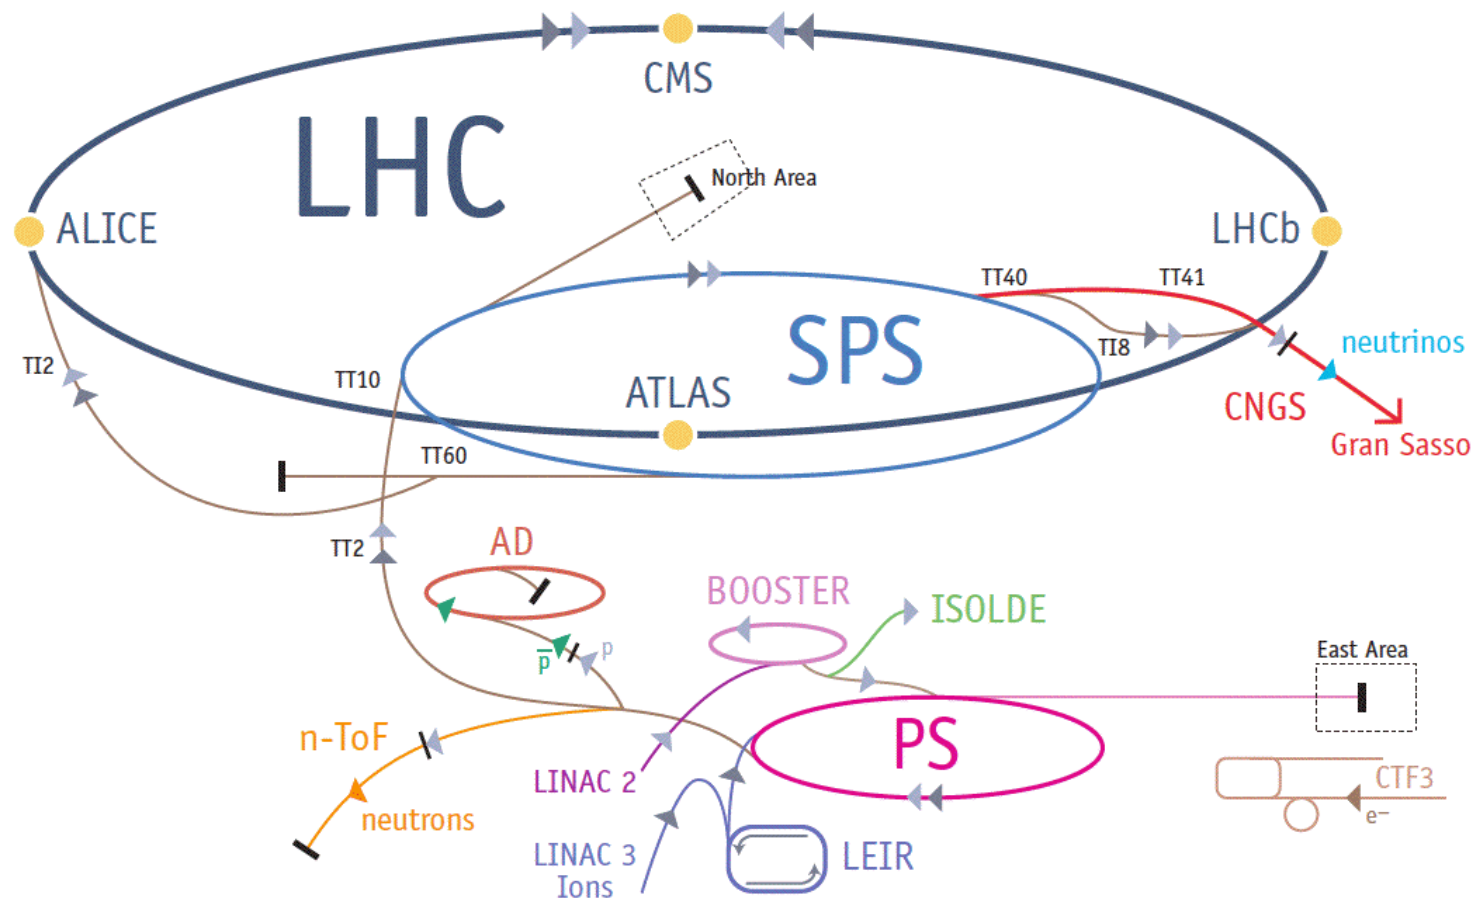 CMS
LHC
North Area
ALICE
LHCb
TT40
TT41
SPS
TI8
neutrinos
TI2
TT10
ATLAS
CNGS
Gran Sasso
TT60
TT2
AD
BOOSTER
ISOLDE
p̅
p
East Area
n-ToF
PS
LINAC 2
CTF3
neutrons
e⁻
LINAC 3
Ions
LEIR